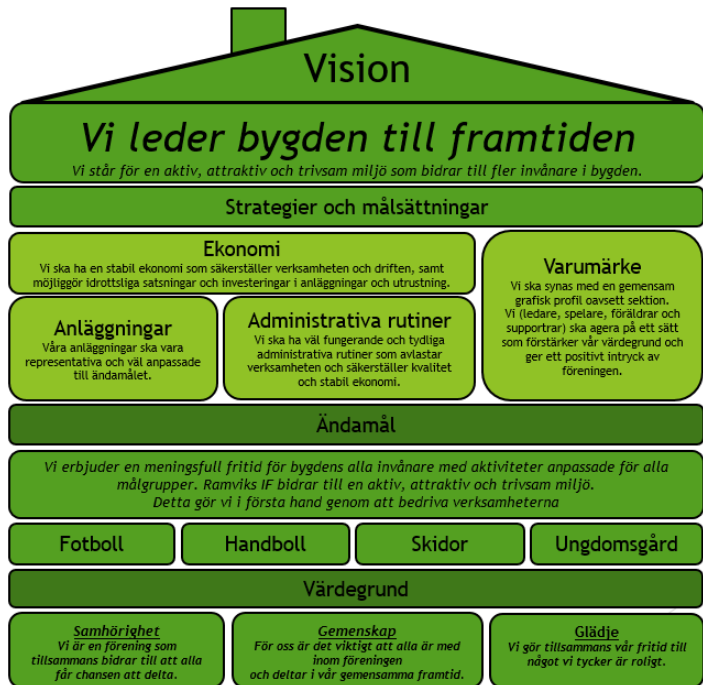 Vision
Vi leder bygden till framtiden
Vi står för en aktiv, attraktiv och trivsam miljö som bidrar till fler invånare i bygden.
Strategier och målsättningar
Ekonomi
Vi ska ha en stabil ekonomi som säkerställer verksamheten och driften, samt
möjliggör idrottsliga satsningar och investeringar i anläggningar och utrustning.
Varumärke
Vi ska synas med en gemensam
grafisk profil oavsett sektion.
Vi (ledare, spelare, föräldrar och
supportrar) ska agera på ett sätt
som förstärker vår värdegrund och
ger ett positivt intryck av
föreningen.
Anläggningar
Våra anläggningar ska vara
representativa och väl anpassade
till ändamålet.
Administrativa rutiner
Vi ska ha väl fungerande och tydliga
administrativa rutiner som avlastar
verksamheten och säkerställer kvalitet
och stabil ekonomi.
Ändamål
Vi erbjuder en meningsfull fritid för bygdens alla invånare med aktiviteter anpassade för alla
målgrupper. Ramviks IF bidrar till en aktiv, attraktiv och trivsam miljö.
Detta gör vi i första hand genom att bedriva verksamheterna
Fotboll
Handboll
Skidor
Ungdomsgård
Värdegrund
Samhörighet
Vi är en förening som
tillsammans bidrar till att alla
får chansen att delta.
Gemenskap
För oss är det viktigt att alla är med
inom föreningen
och deltar i vår gemensamma framtid.
Glädje
Vi gör tillsammans vår fritid till
något vi tycker är roligt.